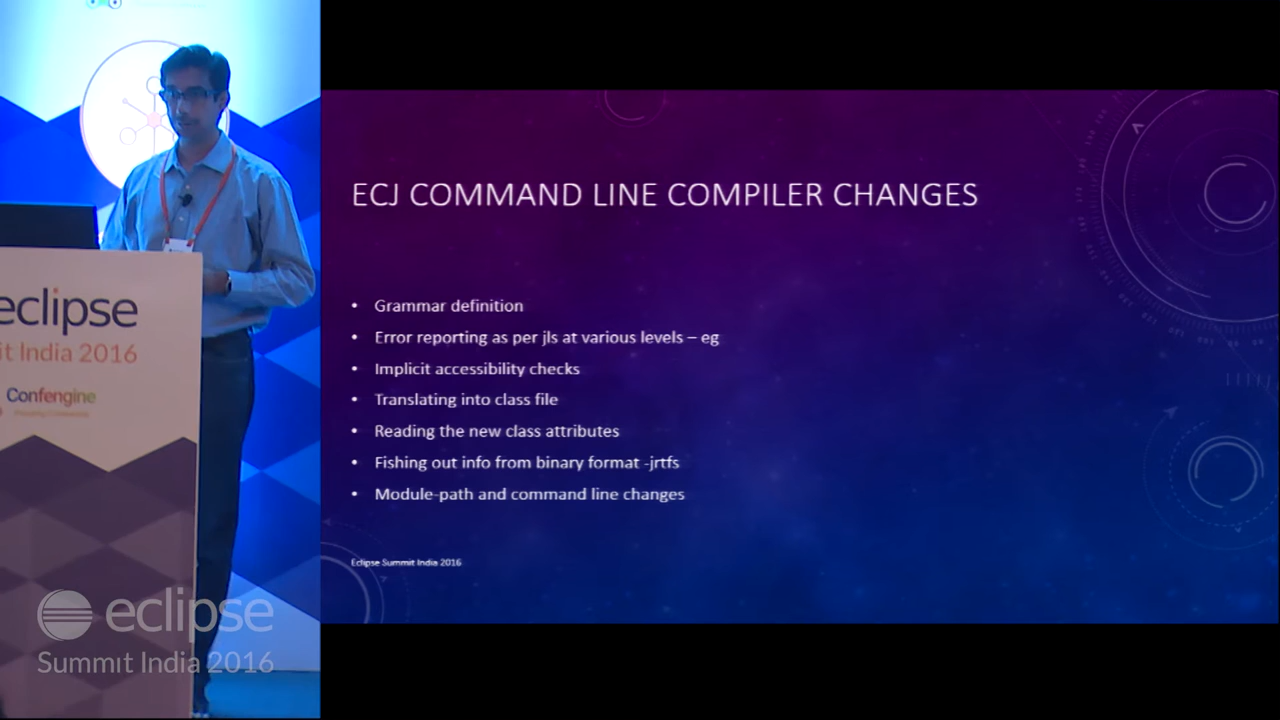 ECJ COMMAND LINE COMPILER CHANGES
• Grammar definition
• Error reporting as per jls at various levels – eg
• Implicit accessibility checks
• Translating into class file
• Reading the new class attributes
• Fishing out info from binary format -jrtfs
• Module-path and command line changes
Eclipse Summit India 2016
eclipse
it India 2016
Confengine
eclipse
Summit India 2016